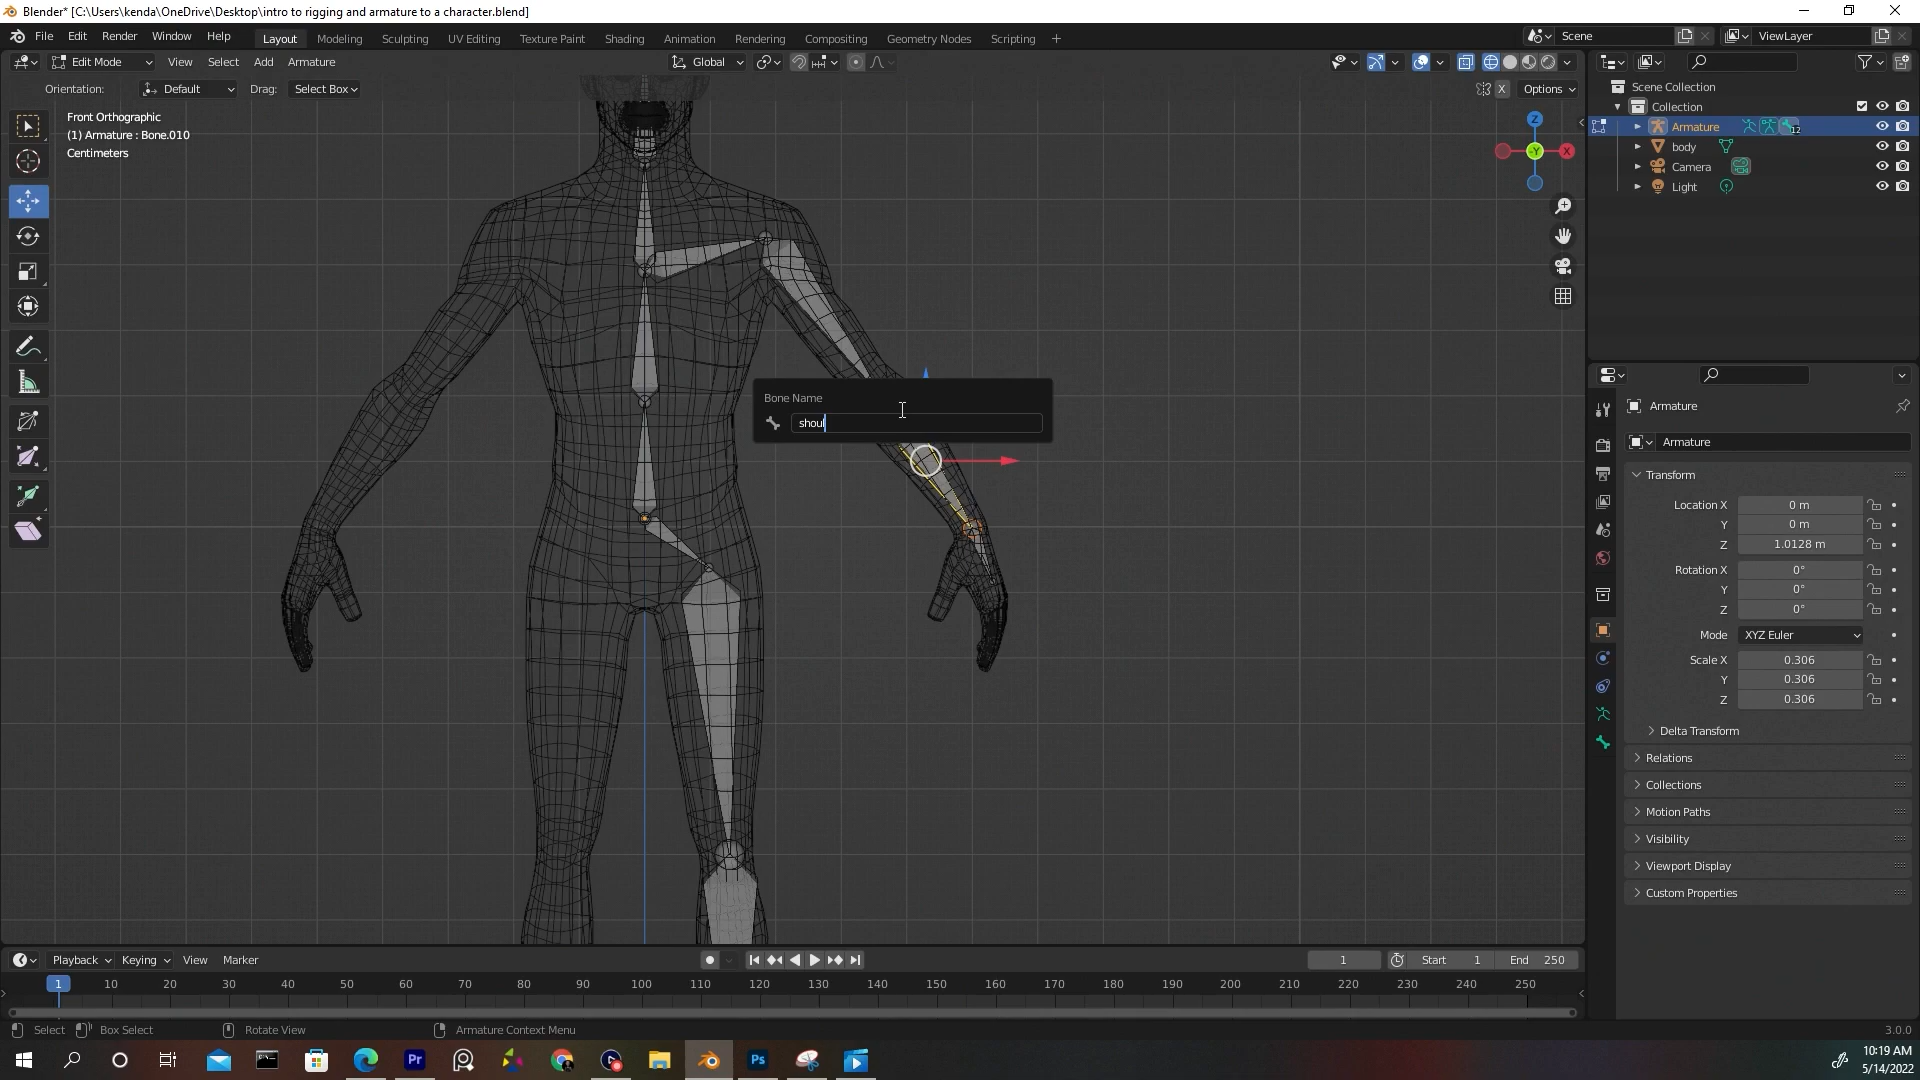 Blender* [C:\Users\kenda\OneDrive\Desktop\intro to rigging and armature to a character.blend]
File Edit Render Window Help Layout Modeling Sculpting UV Editing Texture Paint Shading Animation Rendering Compositing Geometry Nodes Scripting + Scene ViewLayer
Edit Mode View Select Add Armature Global
Orientation: Default Drag: Select Box X Options
Front Orthographic
(1) Armature : Bone.010
Centimeters
Z
-Y X
Scene Collection
Collection
Armature 12
body
Camera
Light
Bone Name
shoul
Armature
Armature
Transform
Location X 0 m
Y 0 m
Z 1.0128 m
Rotation X 0°
Y 0°
Z 0°
Mode XYZ Euler
Scale X 0.306
Y 0.306
Z 0.306
Delta Transform
Relations
Collections
Motion Paths
Visibility
Viewport Display
Custom Properties
Playback Keying View Marker 1 Start 1 End 250
1 10 20 30 40 50 60 70 80 90 100 110 120 130 140 150 160 170 180 190 200 210 220 230 240 250
Select Box Select Rotate View Armature Context Menu 3.0.0
Pr Ps 10:19 AM
5/14/2022